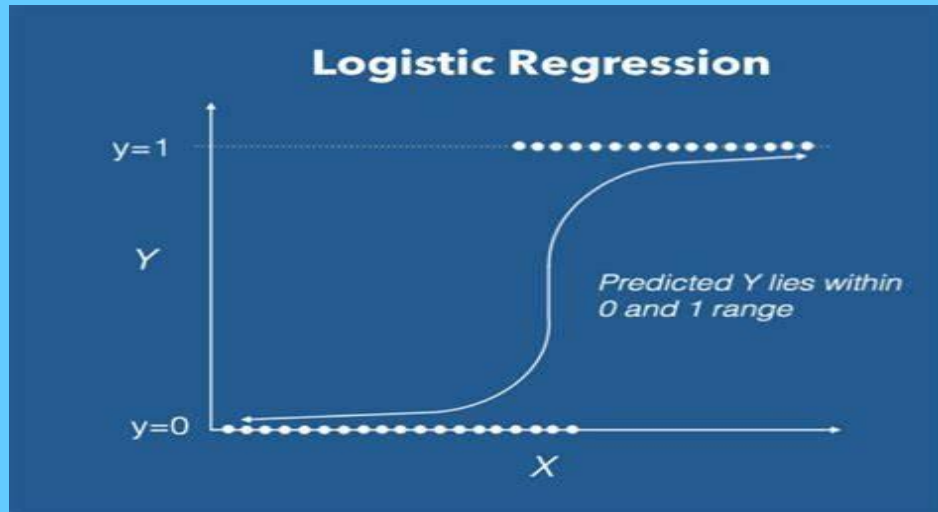 Logistic Regression
y=1
Y
Predicted Y lies within
0 and 1 range
y=0
X